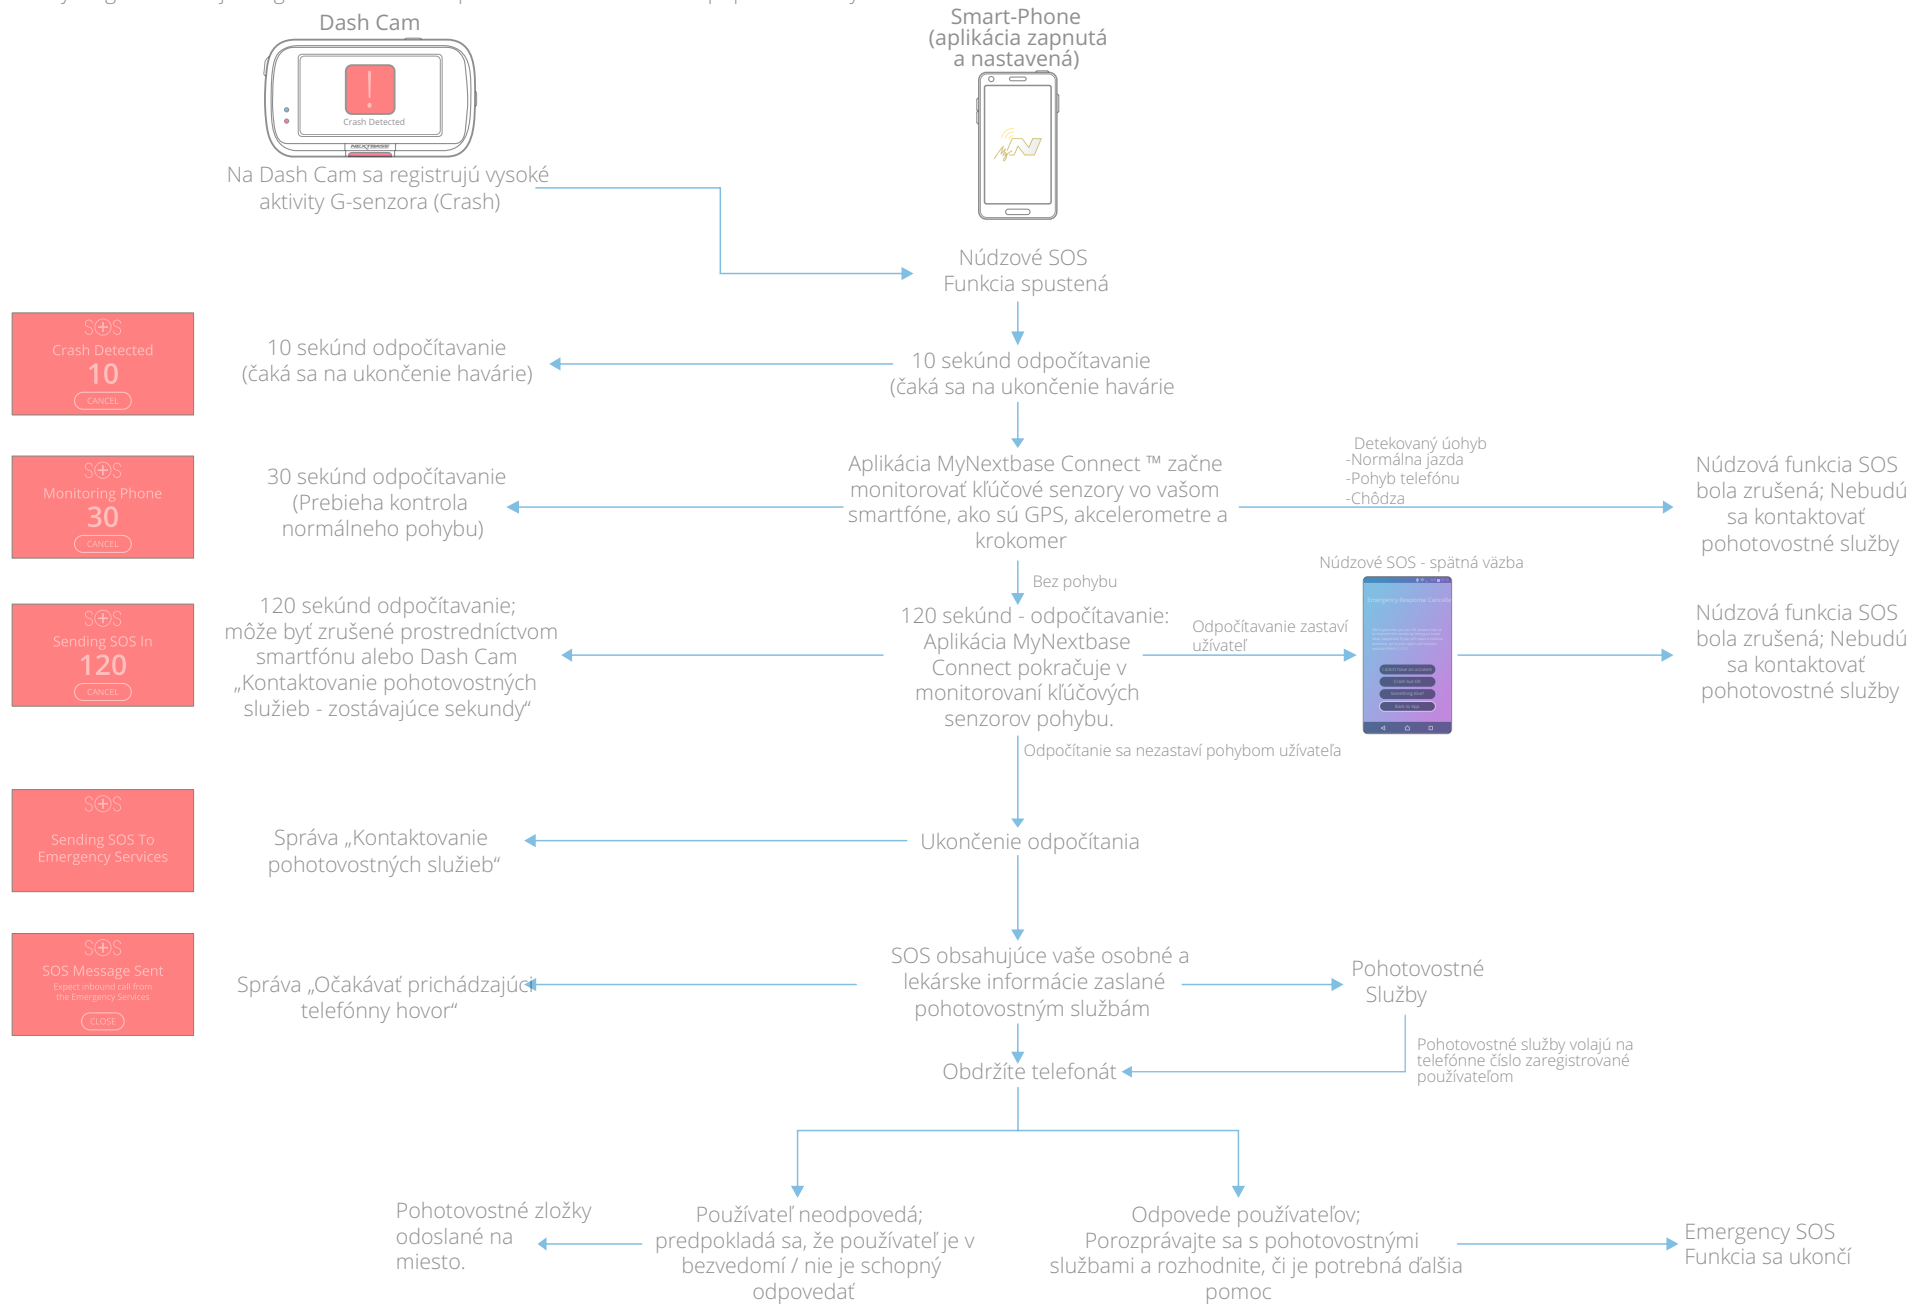 Dash Cam
Smart-Phone
(aplikácia zapnutá
a nastavená)
Crash Detected
NEXTBASE
Na Dash Cam sa registrujú vysoké
aktivity G-senzora (Crash)
Núdzové SOS
Funkcia spustená
SOS
Crash Detected
10
CANCEL
10 sekúnd odpočítavanie
(čaká sa na ukončenie havárie)
10 sekúnd odpočítavanie
(čaká sa na ukončenie havárie
SOS
Monitoring Phone
30
CANCEL
30 sekúnd odpočítavanie
(Prebieha kontrola
normálneho pohybu)
Aplikácia MyNextbase Connect ™ začne
monitorovať kľúčové senzory vo vašom
smartfóne, ako sú GPS, akcelerometre a
krokomer
Detekovaný úohyb
-Normálna jazda
-Pohyb telefónu
-Chôdza
Núdzová funkcia SOS
bola zrušená; Nebudú
sa kontaktovať
pohotovostné služby
Bez pohybu
Núdzové SOS - spätná väzba
SOS
Sending SOS In
120
CANCEL
120 sekúnd odpočítavanie;
môže byť zrušené prostredníctvom
smartfónu alebo Dash Cam
„Kontaktovanie pohotovostných
služieb - zostávajúce sekundy“
120 sekúnd - odpočítavanie:
Aplikácia MyNextbase
Connect pokračuje v
monitorovaní kľúčových
senzorov pohybu.
Odpočítavanie zastaví
užívateľ
Emergency Response
Back to App
Núdzová funkcia SOS
bola zrušená; Nebudú
sa kontaktovať
pohotovostné služby
Odpočítanie sa nezastaví pohybom užívateľa
SOS
Sending SOS To
Emergency Services
Správa „Kontaktovanie
pohotovostných služieb“
Ukončenie odpočítania
SOS
SOS Message Sent
Expect inbound call from
the Emergency Services
CLOSE
Správa „Očakávať prichádzajúci
telefónny hovor“
SOS obsahujúce vaše osobné a
lekárske informácie zaslané
pohotovostným službám
Pohotovostné
Služby
Pohotovostné služby volajú na
telefónne číslo zaregistrované
používateľom
Obdržíte telefonát
Pohotovostné zložky
odoslané na
miesto.
Používateľ neodpovedá;
predpokladá sa, že používateľ je v
bezvedomí / nie je schopný
odpovedať
Odpovede používateľov;
Porozprávajte sa s pohotovostnými
službami a rozhodnite, či je potrebná ďalšia
pomoc
Emergency SOS
Funkcia sa ukončí